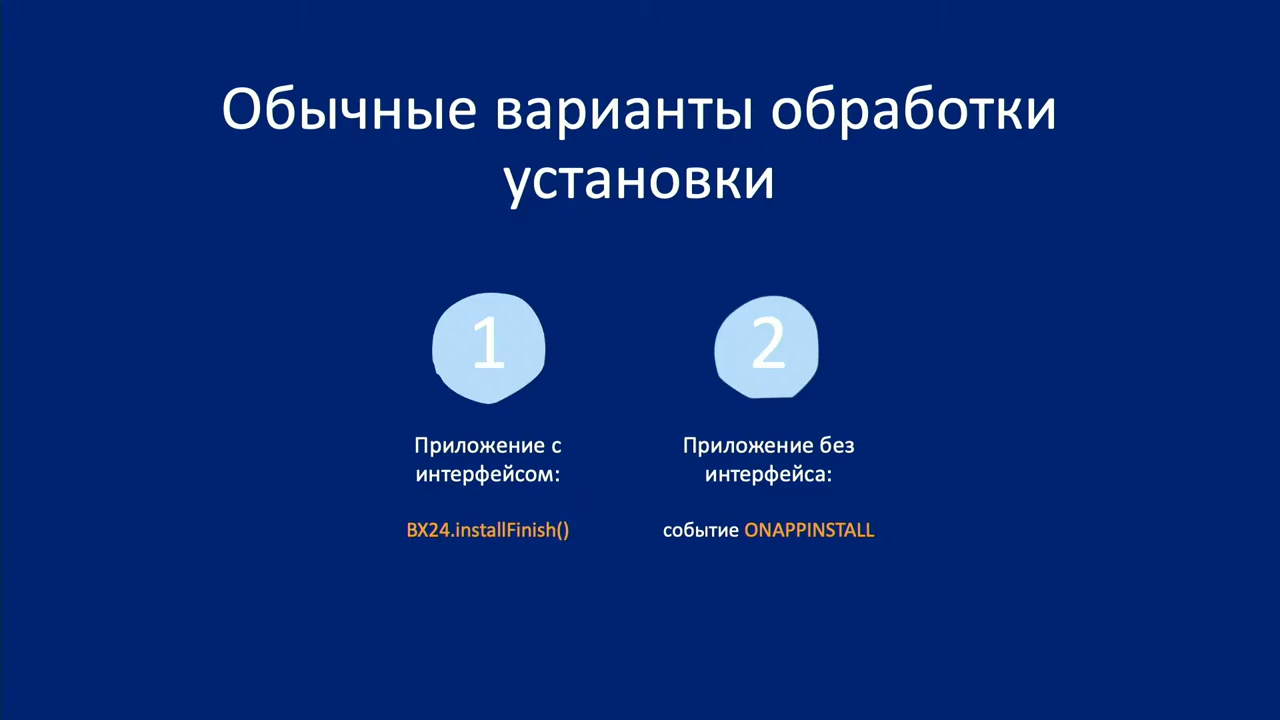 Обычные варианты обработки
установки
1
2
Приложение с
интерфейсом:
BX24.installFinish()
Приложение без
интерфейса:
событие ONAPPINSTALL